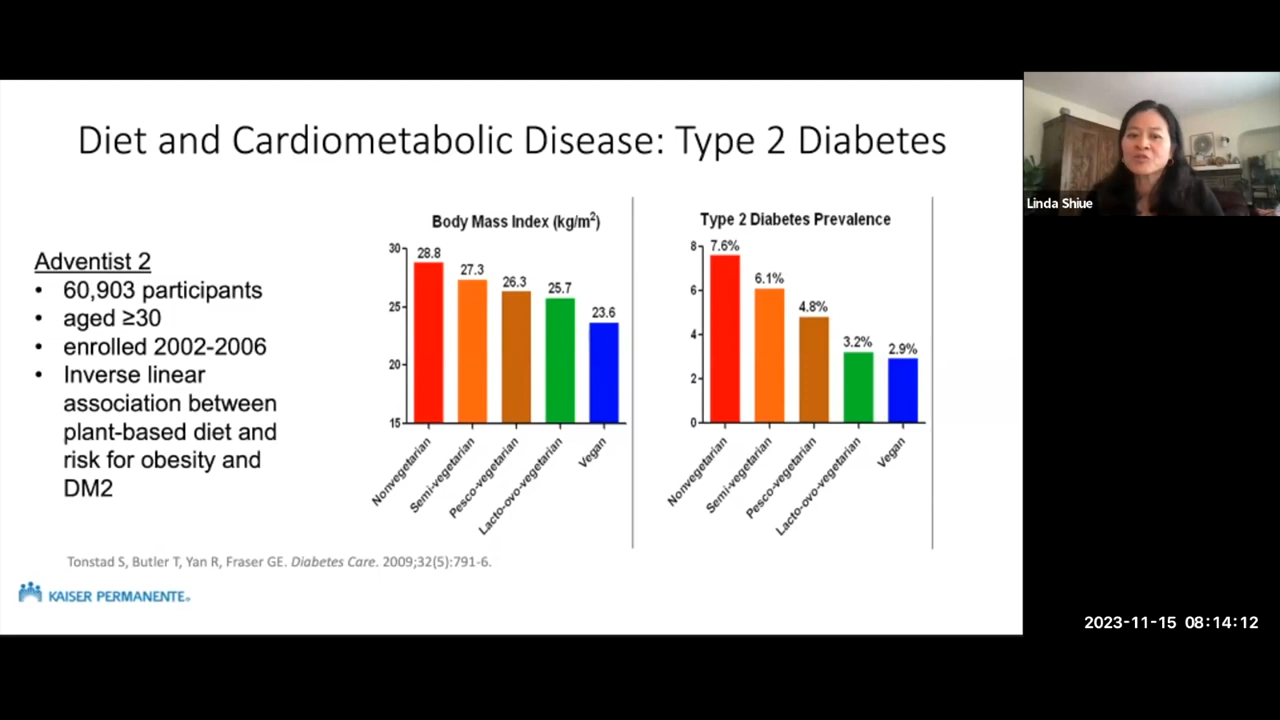 Diet and Cardiometabolic Disease: Type 2 Diabetes
Linda Shiue
Adventist 2
• 60,903 participants
• aged ≥30
• enrolled 2002-2006
• Inverse linear
association between
plant-based diet and
risk for obesity and
DM2
Body Mass Index (kg/m²)
30
25
20
15
28.8
27.3
26.3
25.7
23.6
Nonvegetarian
Semi-vegetarian
Pesco-vegetarian
Lacto-ovo-vegetarian
Vegan
Type 2 Diabetes Prevalence
8
6
4
2
0
7.6%
6.1%
4.8%
3.2%
2.9%
Nonvegetarian
Semi-vegetarian
Pesco-vegetarian
Lacto-ovo-vegetarian
Vegan
Tonstad S, Butler T, Yan R, Fraser GE. Diabetes Care. 2009;32(5):791-6.
KAISER PERMANENTE®
2023-11-15 08:14:12